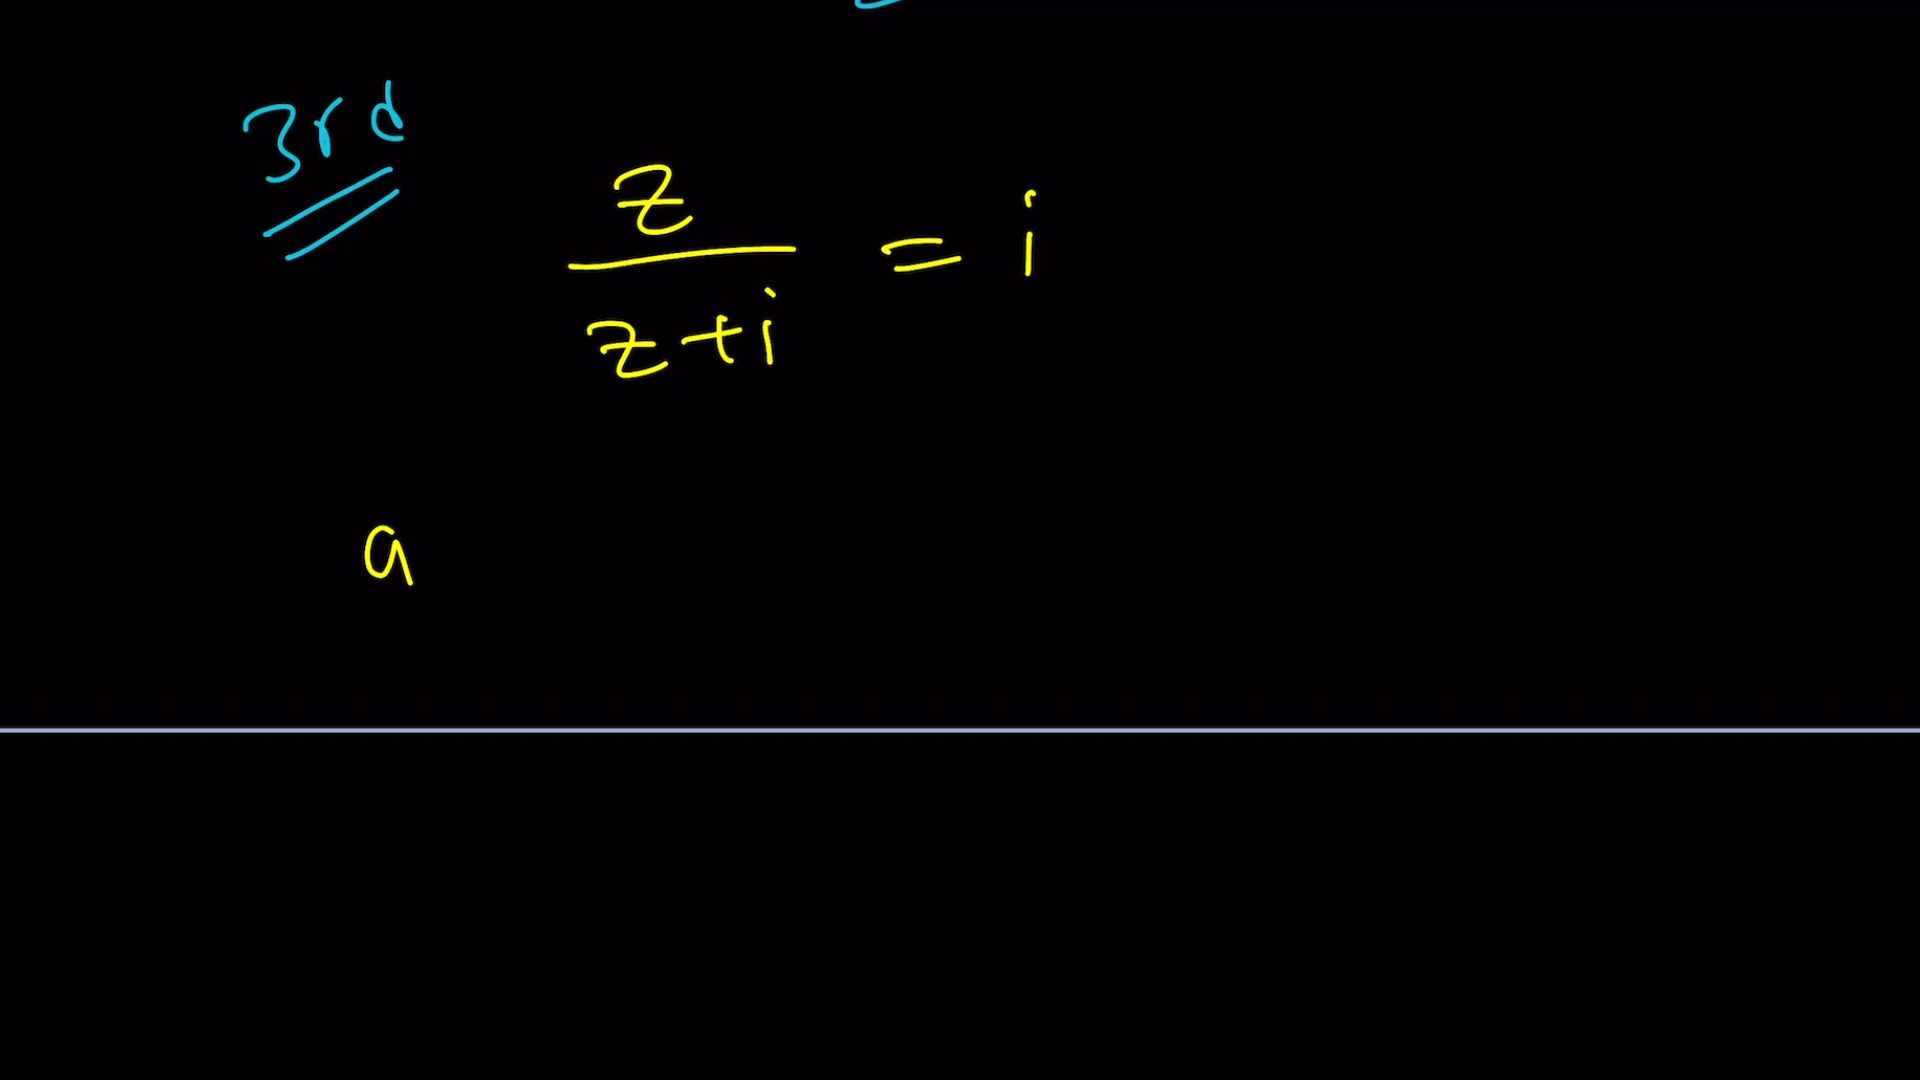 3rd
z
/ z+i = i
a